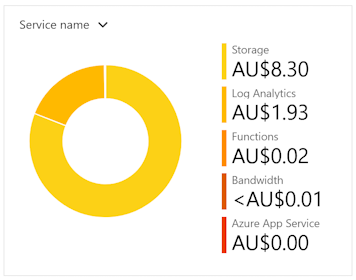 Service name
Storage
AU$8.30
Log Analytics
AU$1.93
Functions
AU$0.02
Bandwidth
<AU$0.01
Azure App Service
AU$0.00